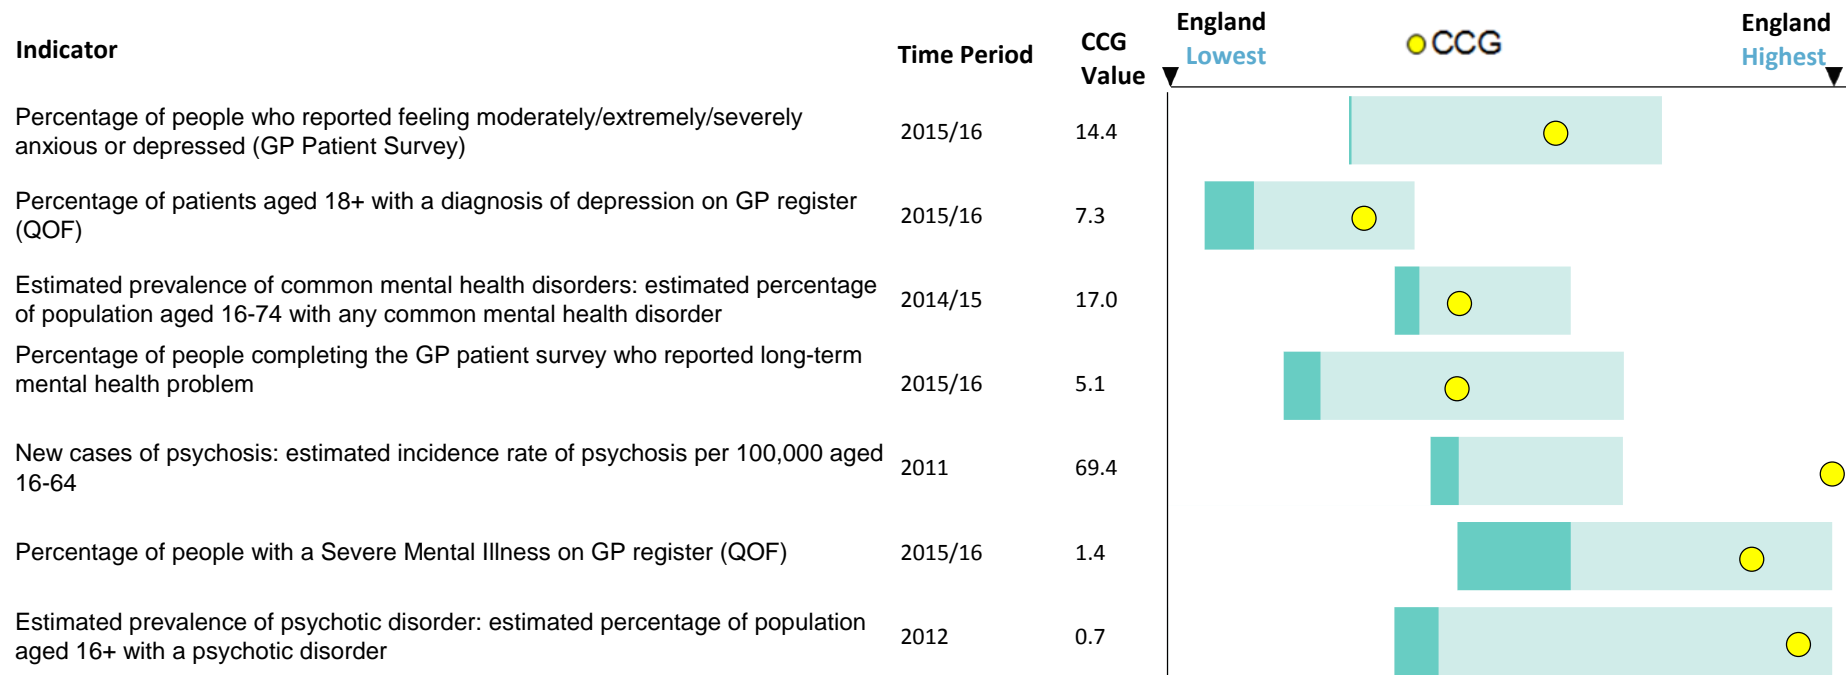 Indicator
Time Period
CCG
Value
England
Lowest
CCG
England
Highest
Percentage of people who reported feeling moderately/extremely/severely
anxious or depressed (GP Patient Survey)
2015/16
14.4
Percentage of patients aged 18+ with a diagnosis of depression on GP register
(QOF)
2015/16
7.3
Estimated prevalence of common mental health disorders: estimated percentage
of population aged 16-74 with any common mental health disorder
2014/15
17.0
Percentage of people completing the GP patient survey who reported long-term
mental health problem
2015/16
5.1
New cases of psychosis: estimated incidence rate of psychosis per 100,000 aged
16-64
2011
69.4
Percentage of people with a Severe Mental Illness on GP register (QOF)
2015/16
1.4
Estimated prevalence of psychotic disorder: estimated percentage of population
aged 16+ with a psychotic disorder
2012
0.7